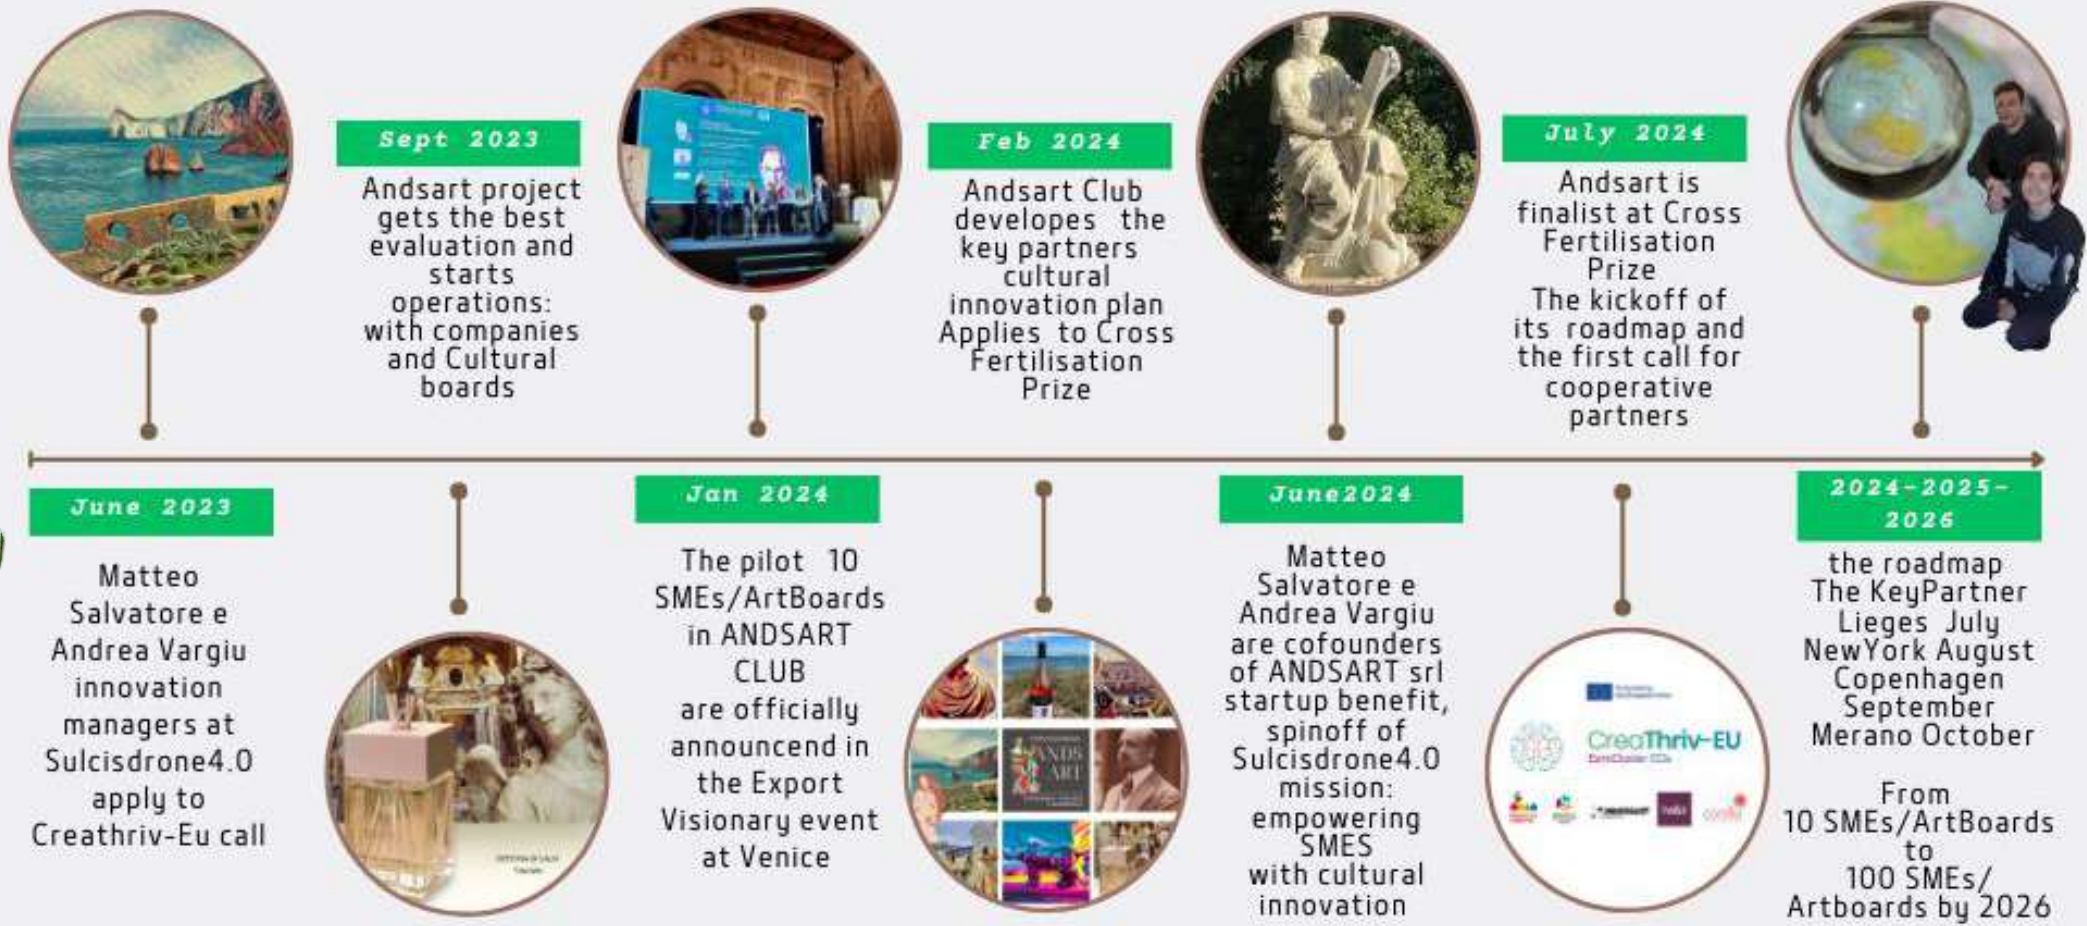 June 2023
Matteo
Salvatore e
Andrea Vargiu
innovation
managers at
Sulcisdrone4.0
apply to
Creathriv-Eu call
Sept 2023
Andsart project
gets the best
evaluation and
starts
operations:
with companies
and Cultural
boards
Jan 2024
The pilot 10
SMEs/ArtBoards
in ANDSART
CLUB
are officially
announcend in
the Export
Visionary event
at Venice
Feb 2024
Andsart Club
developes the
key partners
cultural
innovation plan
Applies to Cross
Fertilisation
Prize
ANDS
ART
June2024
Matteo
Salvatore e
Andrea Vargiu
are cofounders
of ANDSART srl
startup benefit,
spinoff of
Sulcisdrone4.0
mission:
empowering
SMES
with cultural
innovation
July 2024
Andsart is
finalist at Cross
Fertilisation
Prize
The kickoff of
its roadmap and
the first call for
cooperative
partners
CreaThriv-EU
2024-2025-
2026
the roadmap
The KeyPartner
Lieges July
NewYork August
Copenhagen
September
Merano October
From
10 SMEs/ArtBoards
to
100 SMEs/
Artboards by 2026